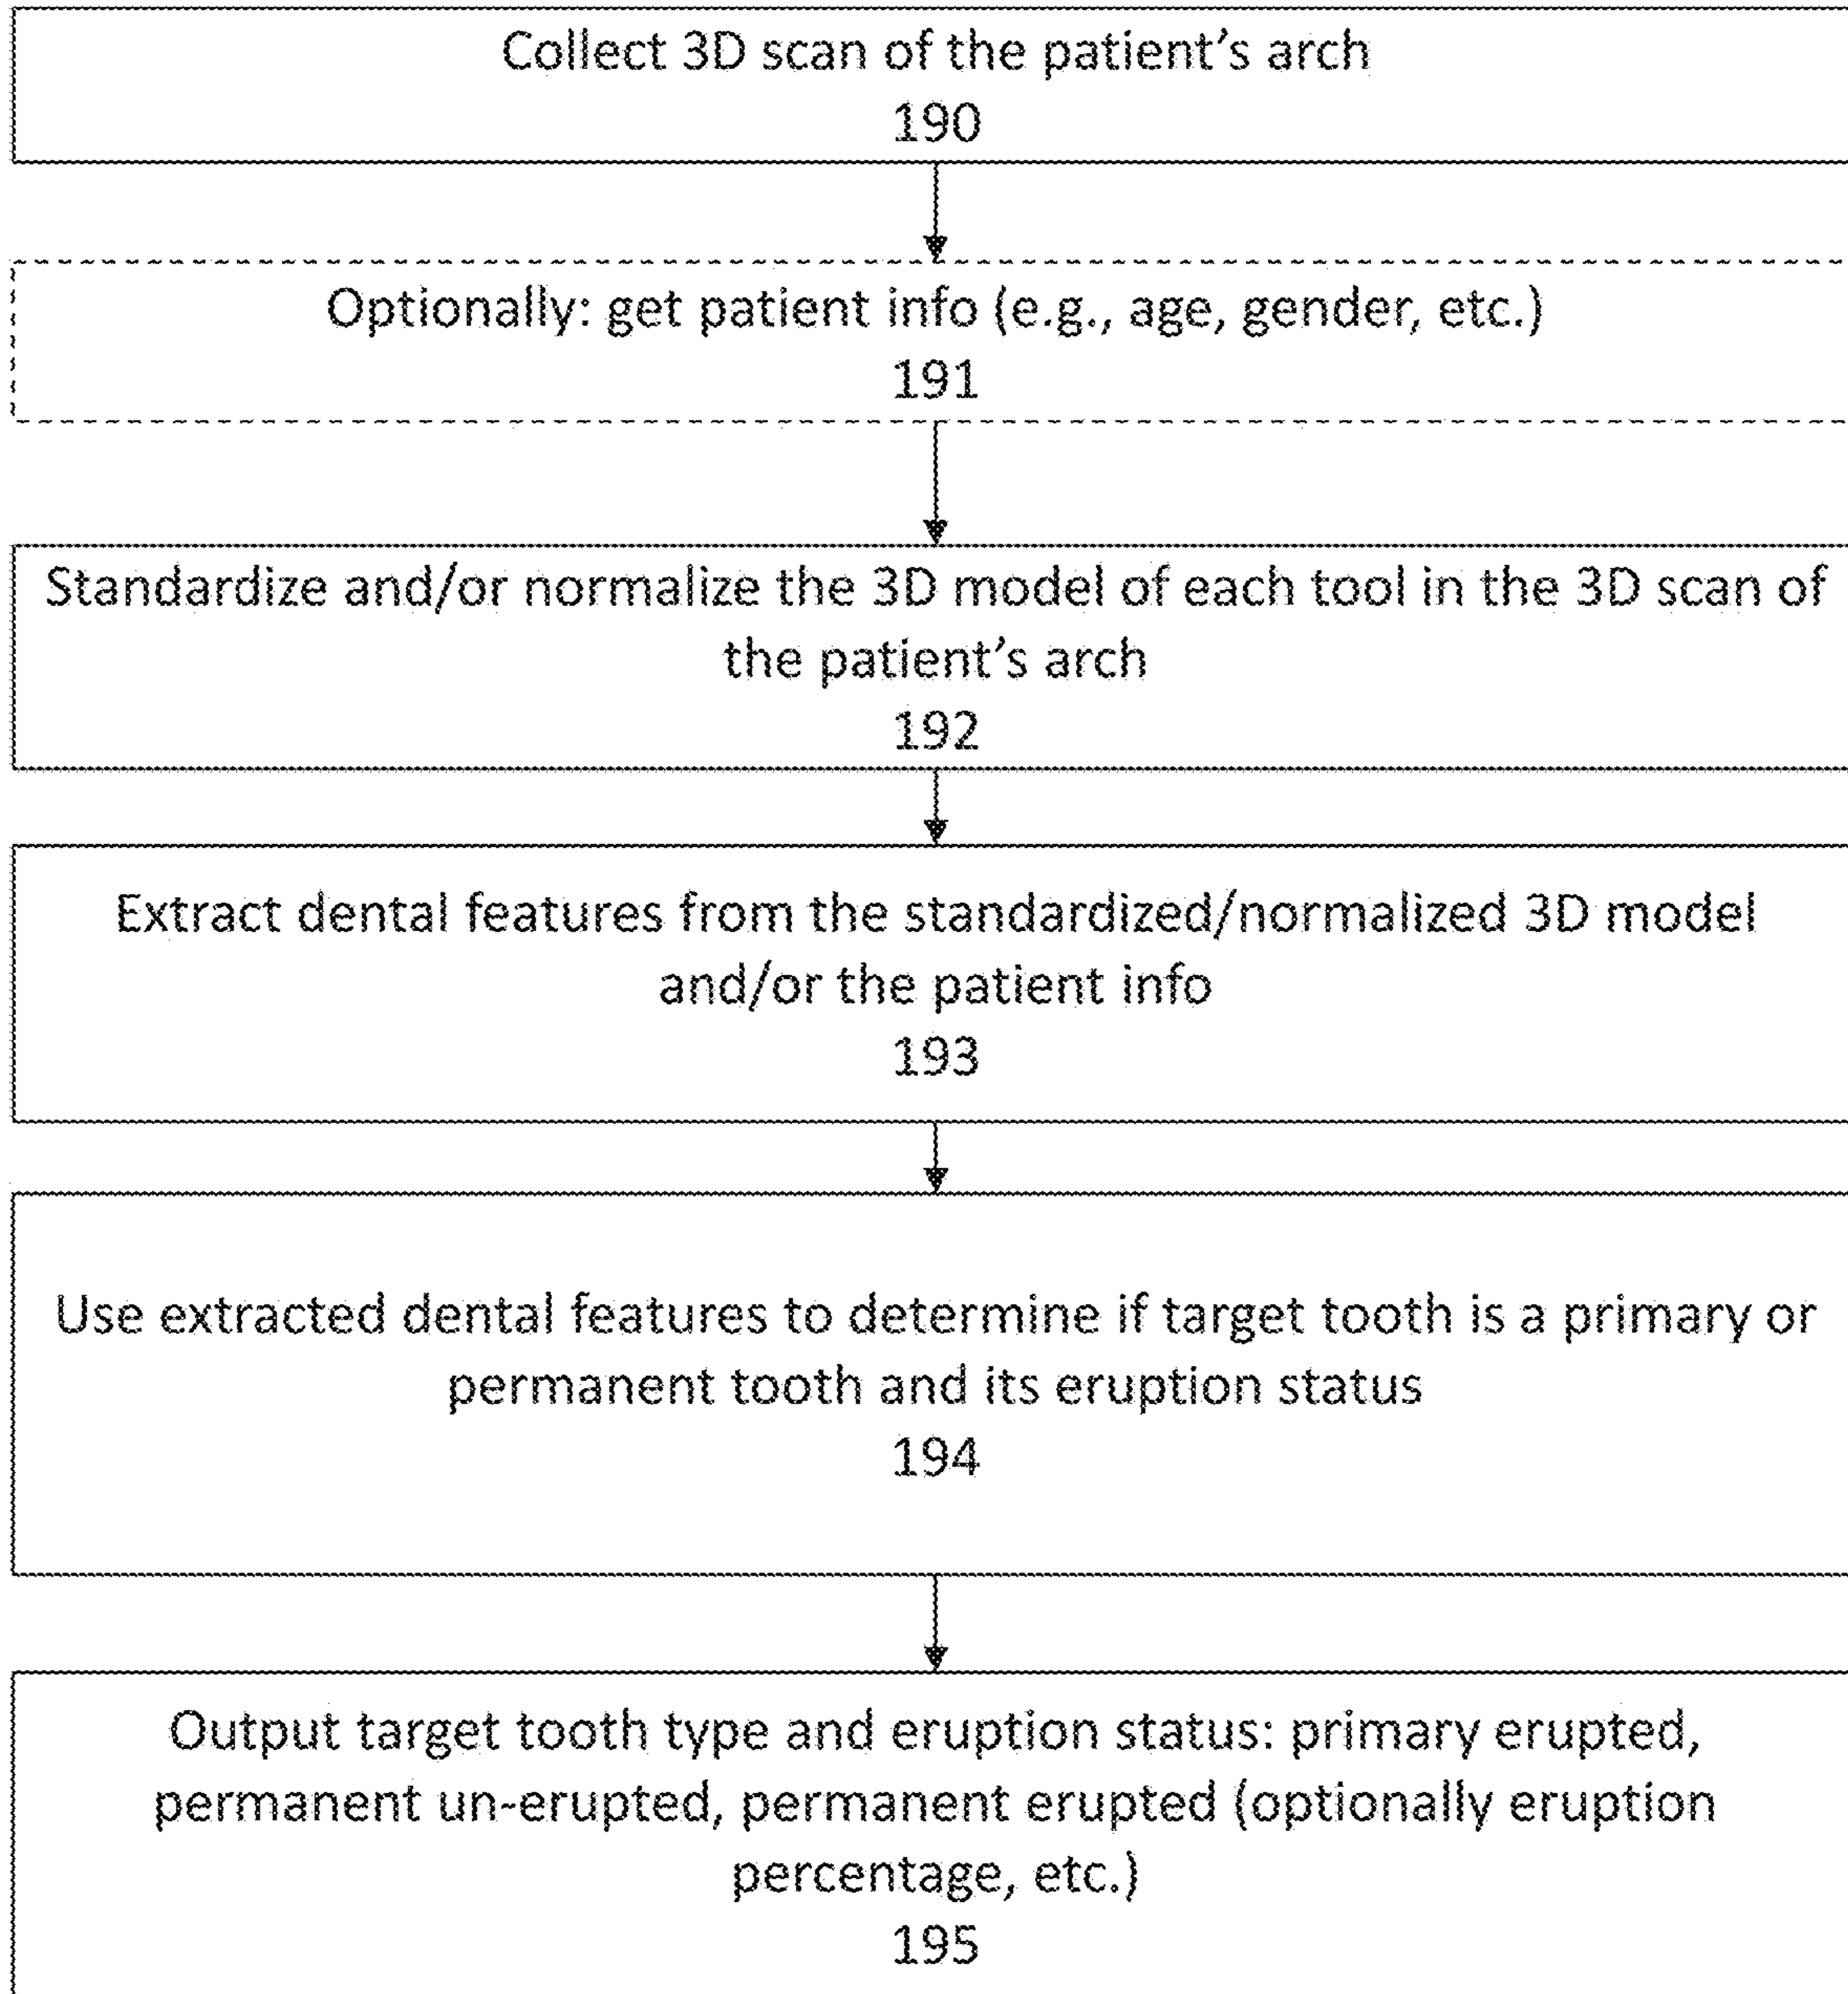 Collect 3D scan of the patient’s arch
190
Optionally: get patient info (e.g., age, gender, etc.)
191
Standardize and/or normalize the 3D model of each tool in the 3D scan of
the patient’s arch
192
Extract dental features from the standardized/normalized 3D model
and/or the patient info
193
Use extracted dental features to determine if target tooth is a primary or
permanent tooth and its eruption status
194
Output target tooth type and eruption status: primary erupted,
permanent un-erupted, permanent erupted (optionally eruption
percentage, etc.)
195